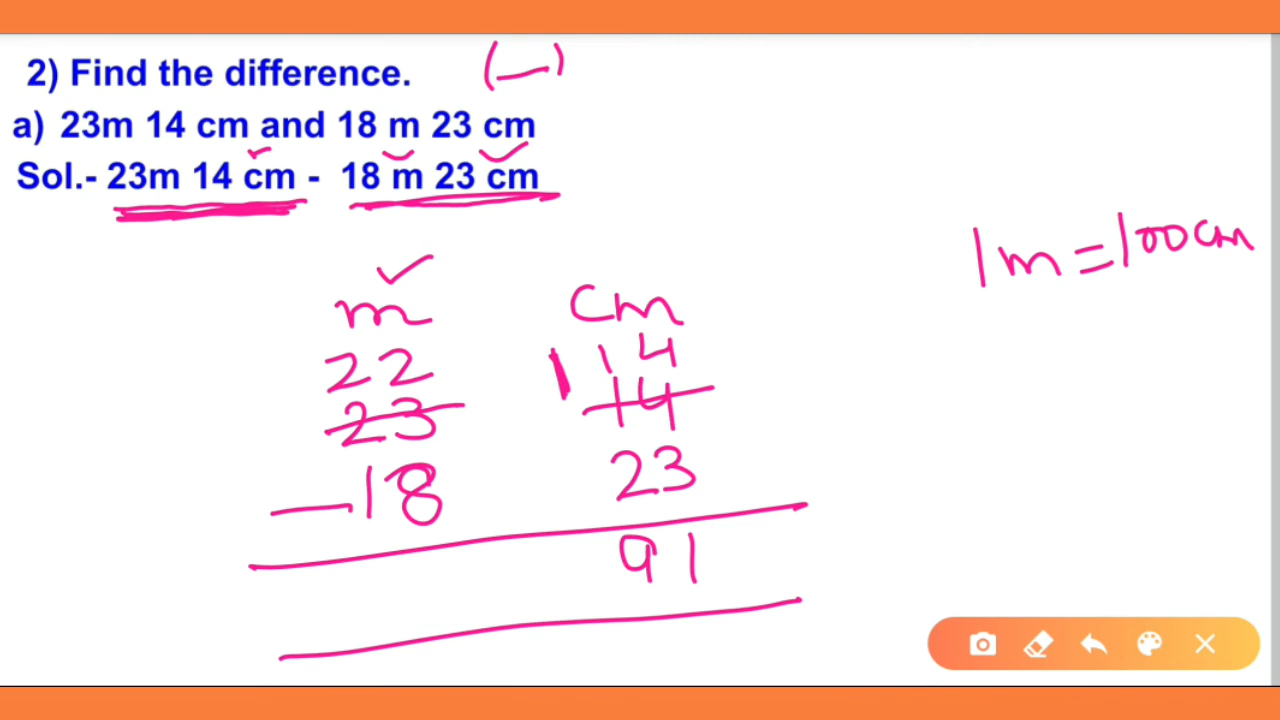 2) Find the difference. (—)
a) 23m 14 cm and 18 m 23 cm
Sol.- 23m 14 cm - 18 m 23 cm
1m = 100cm
m cm
22 114
23 14
- 18 23
91